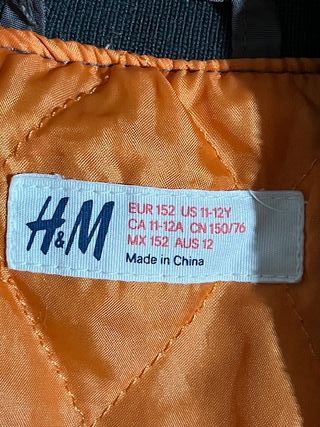 H&M
EUR 152 US 11-12Y
CA 11-12A CN 150/76
MX 152 AUS 12
Made in China